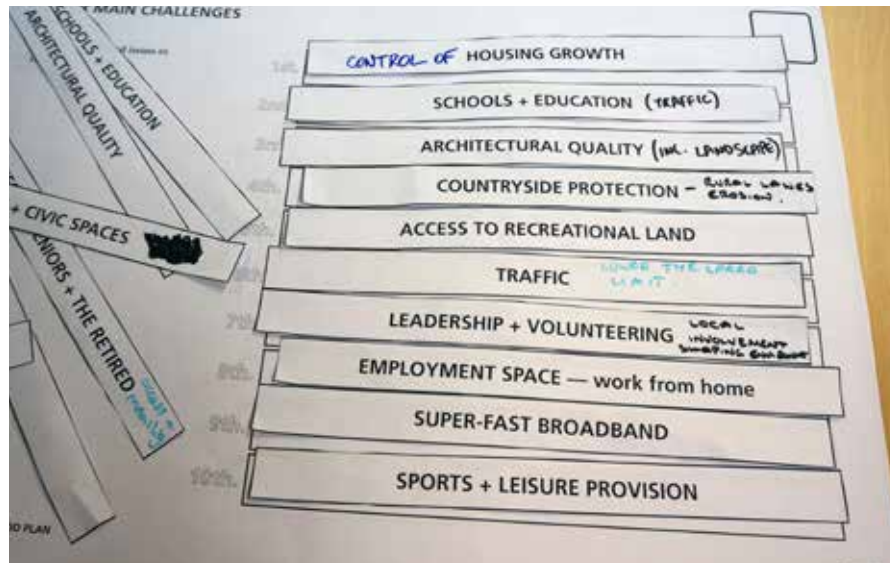 MAIN CHALLENGES
SCHOOLS + EDUCATION
ARCHITECTURAL QUALITY
+ CIVIC SPACES
SENIORS + THE RETIRED
1st.
CONTROL OF HOUSING GROWTH
2nd
SCHOOLS + EDUCATION (TRAFFIC)
3rd
ARCHITECTURAL QUALITY (INC. LANDSCAPE)
4th.
COUNTRYSIDE PROTECTION – RURAL LANES
EROSION.
ACCESS TO RECREATIONAL LAND
TRAFFIC LOWER THE SPEED
LIMIT
7th
LEADERSHIP + VOLUNTEERING LOCAL
INVOLVEMENT
8th.
EMPLOYMENT SPACE — work from home
9th.
SUPER-FAST BROADBAND
10th.
SPORTS + LEISURE PROVISION
PLAN